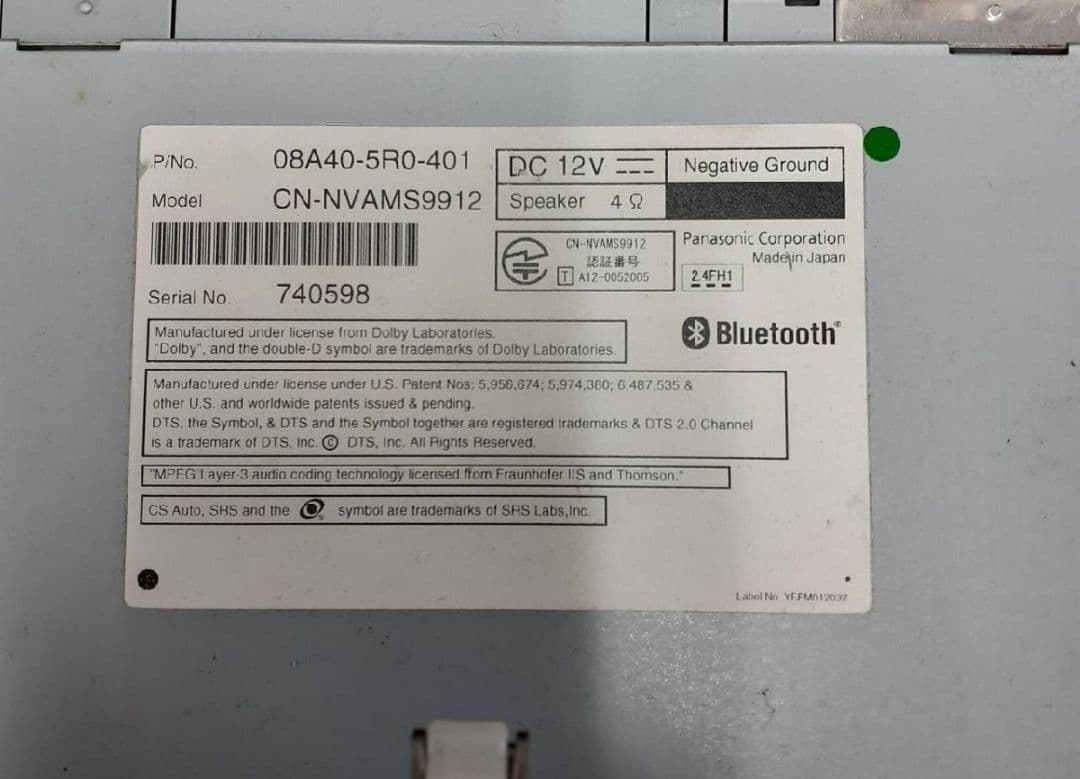 P/No. 08A40-5R0-401
Model CN-NVAMS9912
Serial No. 740598
DC 12V
Negative Ground
Speaker 4 Ω
CN-NVAMS9912
認証番号
T A12-0052005
Panasonic Corporation
Made in Japan
2.4FH1
Bluetooth®
Manufactured under license from Dolby Laboratories.
"Dolby", and the double-D symbol are trademarks of Dolby Laboratories.
Manufactured under license under U.S. Patent Nos: 5,956,674; 5,974,380; 6,487,535 &
other U.S. and worldwide patents issued & pending.
DTS, the Symbol, & DTS and the Symbol together are registered trademarks & DTS 2.0 Channel
is a trademark of DTS, Inc. © DTS, Inc. All Rights Reserved.
"MPEG Layer-3 audio coding technology licensed from Fraunhofer IIS and Thomson."
CS Auto, SRS and the symbol are trademarks of SRS Labs,Inc.
Label No. YEFM012037